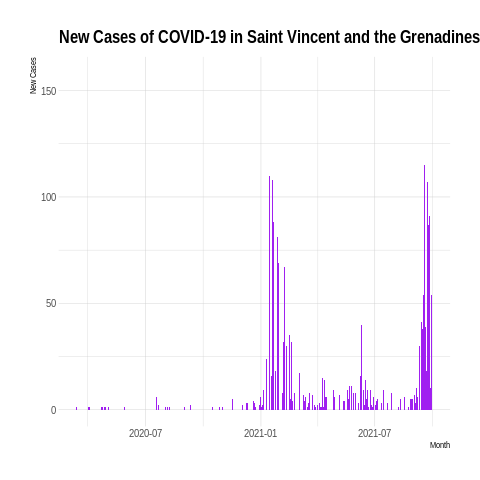 New Cases of COVID-19 in Saint Vincent and the Grenadines
New Cases
150
100
50
0
2020-07 2021-01 2021-07
Month